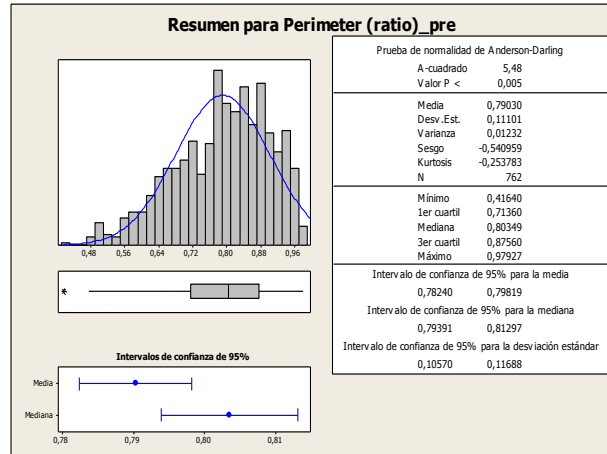 Resumen para Perimeter (ratio)_pre
0,48 0,56 0,64 0,72 0,80 0,88 0,96
Intervalos de confianza de 95%
Media
Mediana
0,78 0,79 0,80 0,81
Prueba de normalidad de Anderson-Darling
A-cuadrado 5,48
Valor P < 0,005
Media 0,79030
Desv.Est. 0,11101
Varianza 0,01232
Sesgo -0,540959
Kurtosis -0,253783
N 762
Mínimo 0,41640
1er cuartil 0,71360
Mediana 0,80349
3er cuartil 0,87560
Máximo 0,97927
Intervalo de confianza de 95% para la media
0,78240 0,79819
Intervalo de confianza de 95% para la mediana
0,79391 0,81297
Intervalo de confianza de 95% para la desviación estándar
0,10570 0,11688